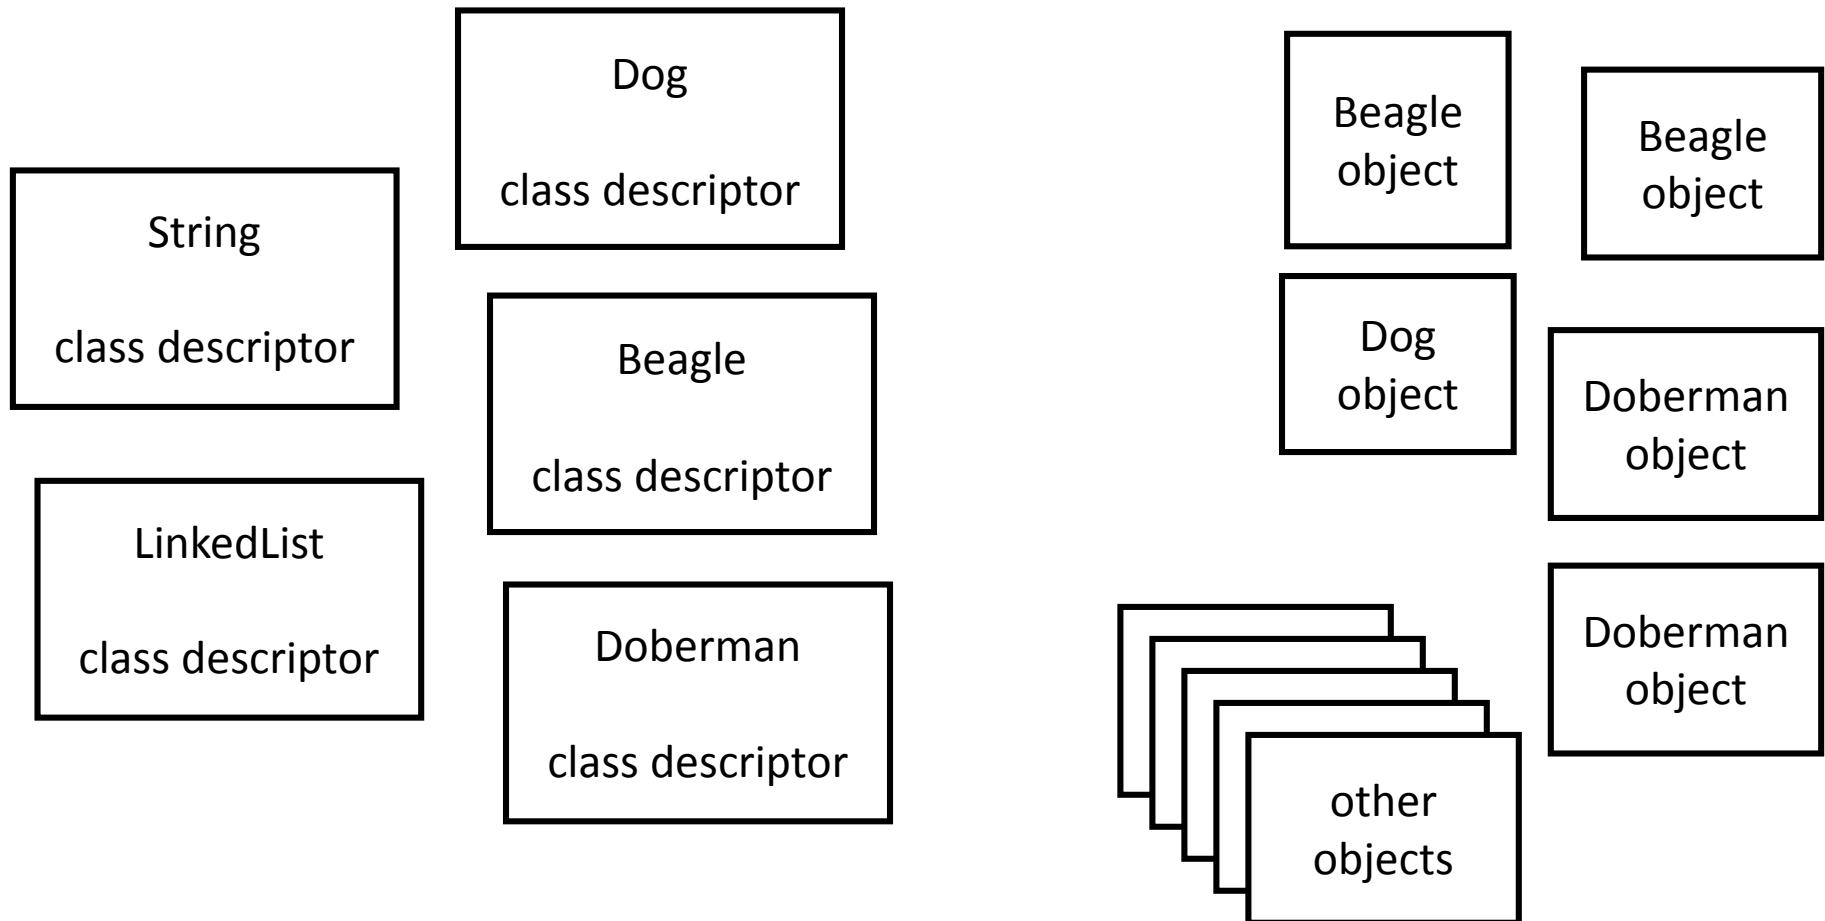 Dog
class descriptor
String
class descriptor
Beagle
class descriptor
LinkedList
class descriptor
Doberman
class descriptor
Beagle
object
Beagle
object
Dog
object
Doberman
object
Doberman
object
other
objects